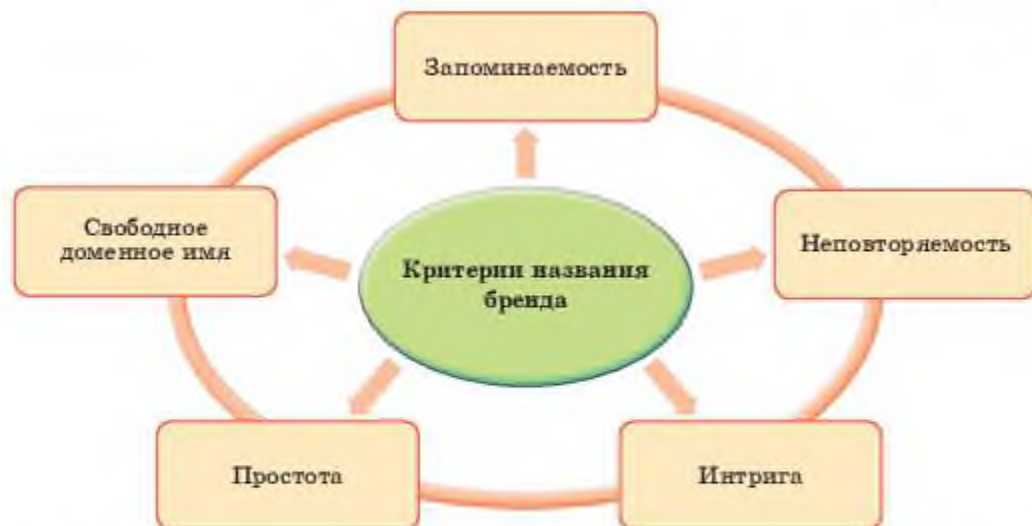 Запоминаемость
Свободное
доменное имя
Критерии названия
бренда
Неповторяемость
Простота
Интрига